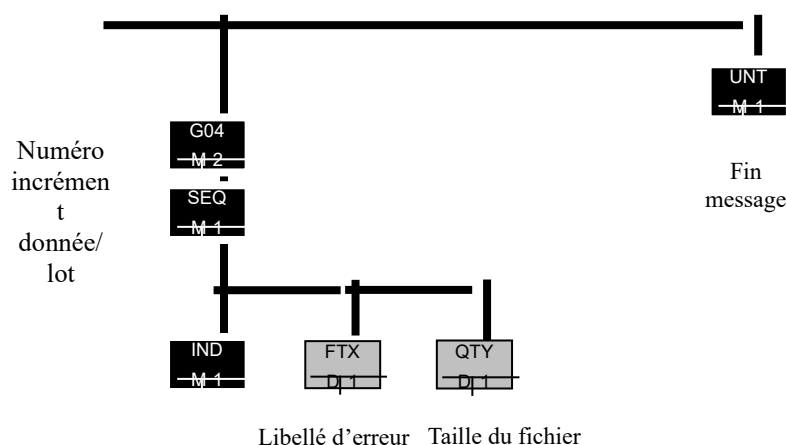 UNT
M 1
G04
M 2
Numéro
incrémen
t
donnée/
lot
Fin
message
SEQ
M 1
IND
M 1
FTX
D 1
QTY
D 1
Libellé d’erreur
Taille du fichier